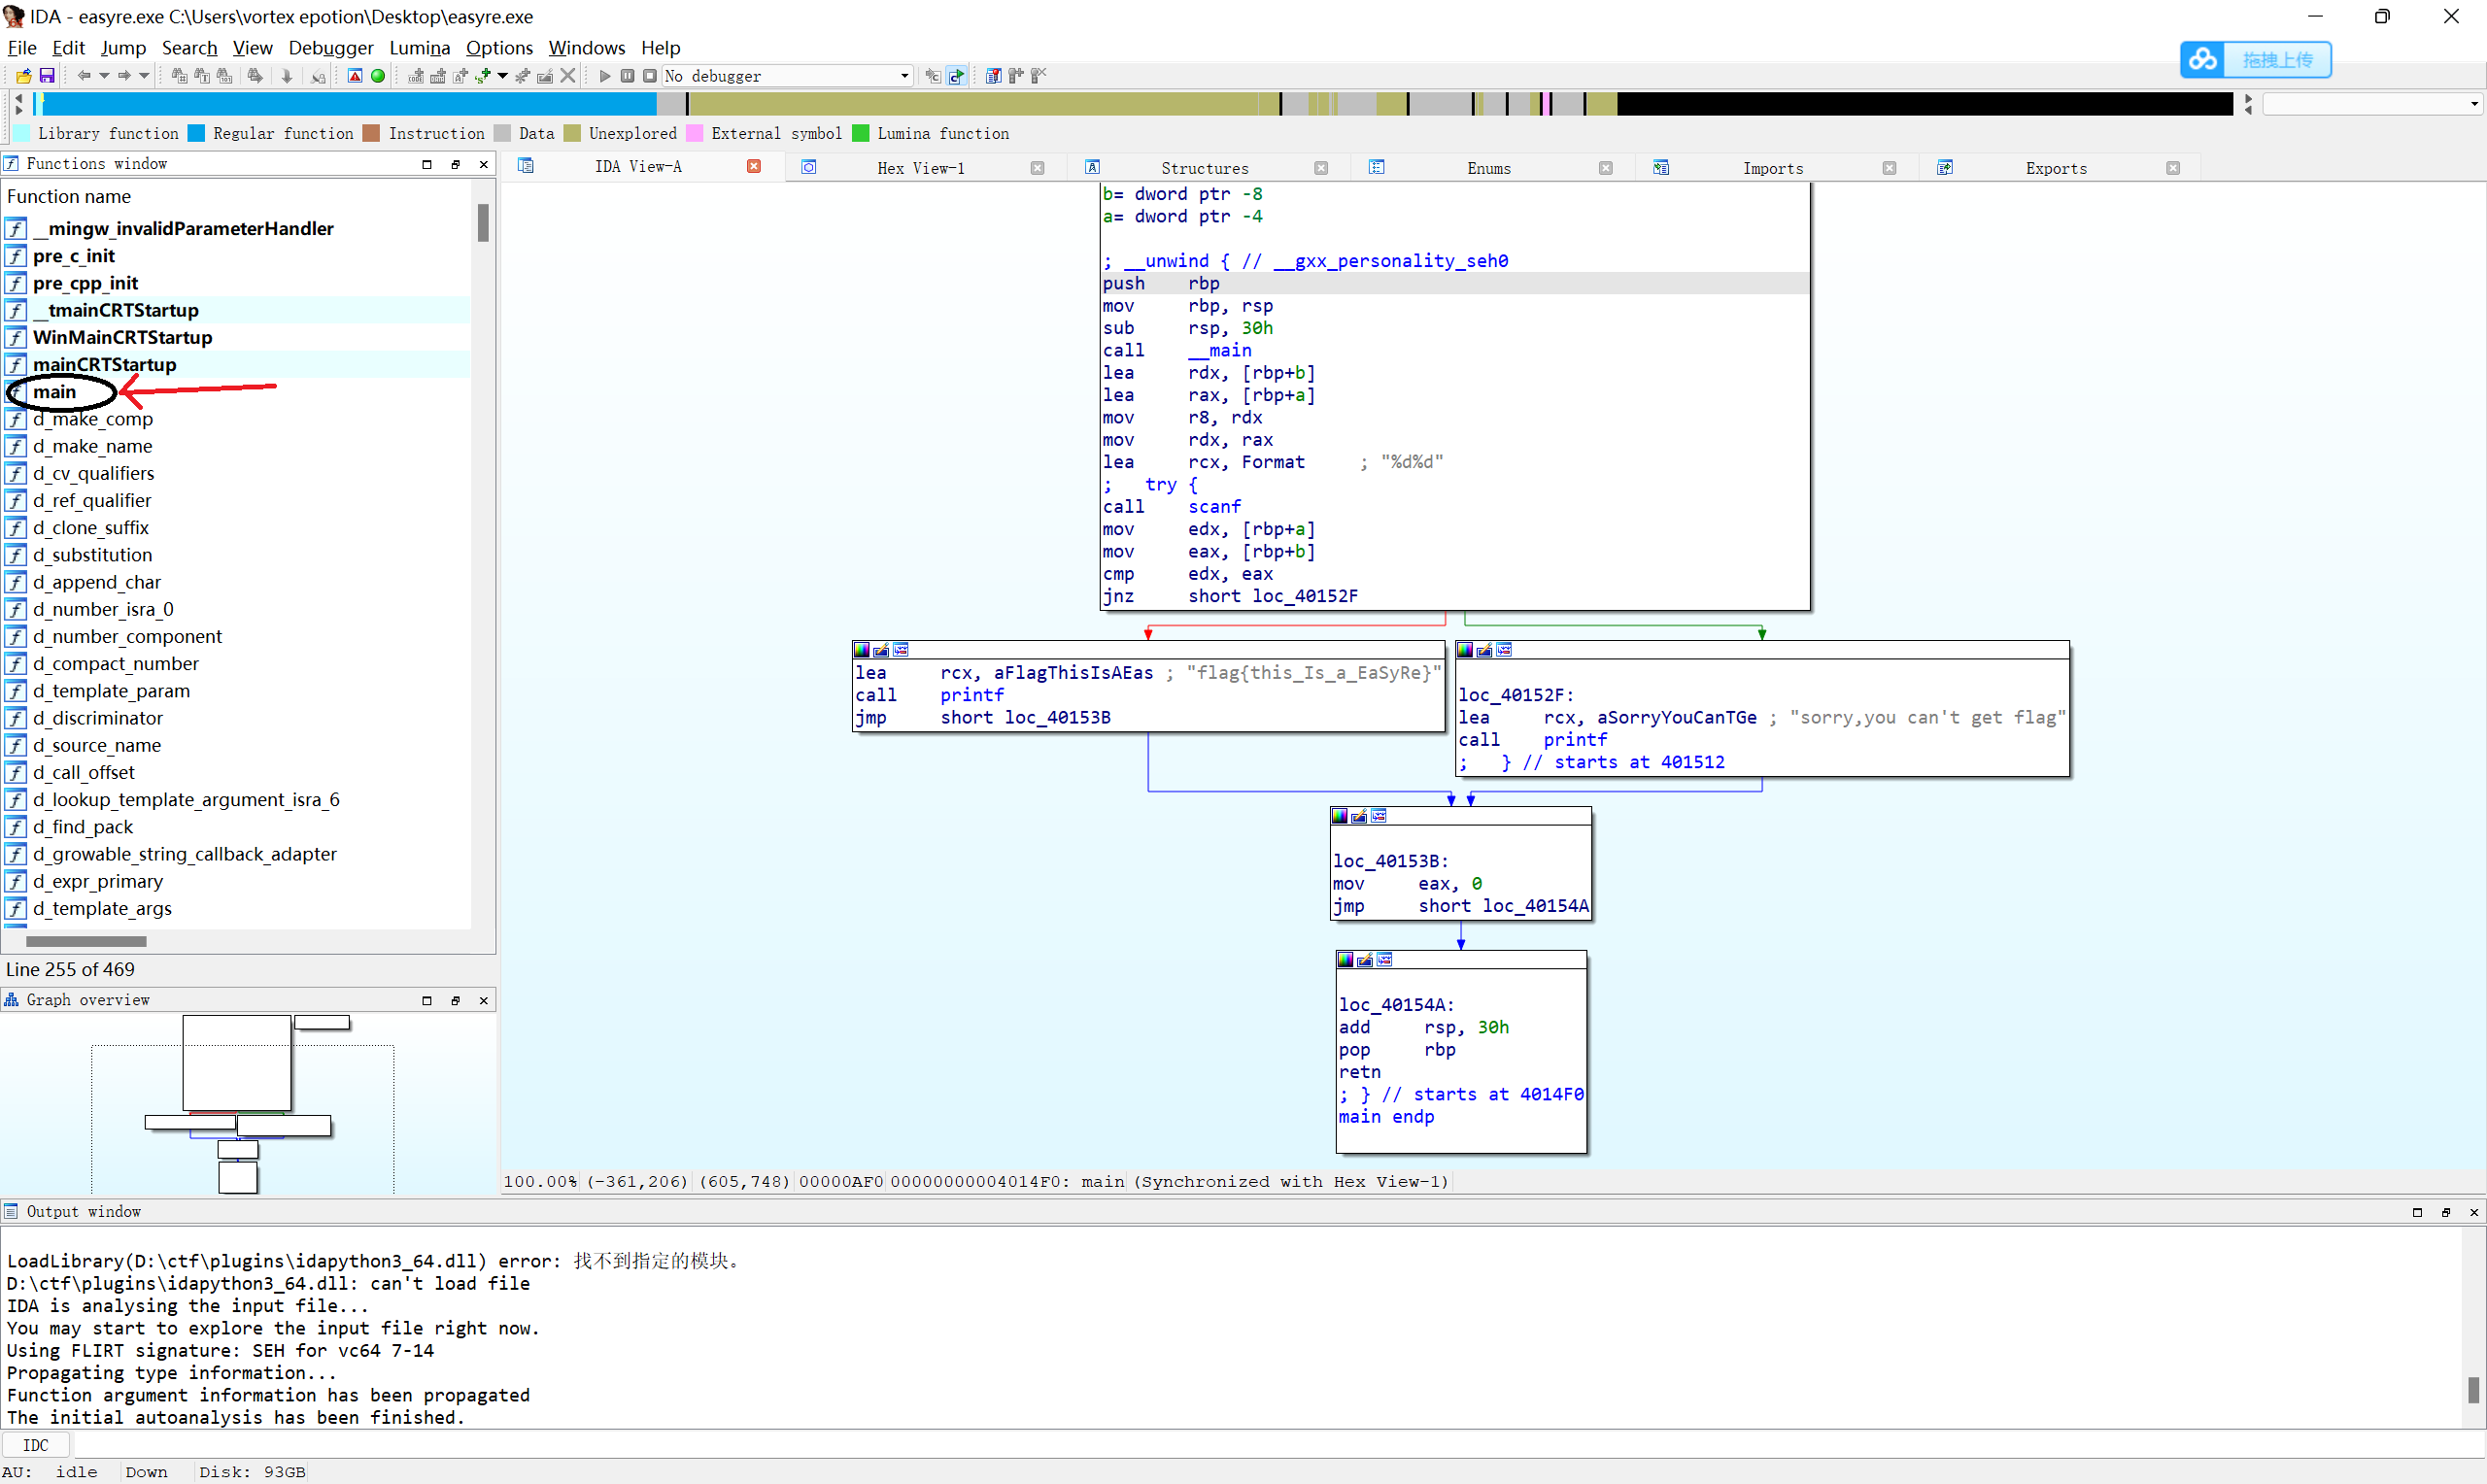 IDA - easyre.exe C:\Users\vortex epotion\Desktop\easyre.exe
File Edit Jump Search View Debugger Lumina Options Windows Help
拖拽上传
No debugger
Library function Regular function Instruction Data Unexplored External symbol Lumina function
Functions window
Function name
__mingw_invalidParameterHandler
pre_c_init
pre_cpp_init
__tmainCRTStartup
WinMainCRTStartup
mainCRTStartup
main
d_make_comp
d_make_name
d_cv_qualifiers
d_ref_qualifier
d_clone_suffix
d_substitution
d_append_char
d_number_isra_0
d_number_component
d_compact_number
d_template_param
d_discriminator
d_source_name
d_call_offset
d_lookup_template_argument_isra_6
d_find_pack
d_growable_string_callback_adapter
d_expr_primary
d_template_args
Line 255 of 469
Graph overview
IDA View-A Hex View-1 Structures Enums Imports Exports
b= dword ptr -8
a= dword ptr -4
; __unwind { // __gxx_personality_seh0
push rbp
mov rbp, rsp
sub rsp, 30h
call __main
lea rdx, [rbp+b]
lea rax, [rbp+a]
mov r8, rdx
mov rdx, rax
lea rcx, Format ; "%d%d"
; try {
call scanf
mov edx, [rbp+a]
mov eax, [rbp+b]
cmp edx, eax
jnz short loc_40152F
lea rcx, aFlagThisIsAEas ; "flag{this_Is_a_EaSyRe}"
call printf
jmp short loc_40153B
loc_40152F:
lea rcx, aSorryYouCanTGe ; "sorry,you can't get flag"
call printf
; } // starts at 401512
loc_40153B:
mov eax, 0
jmp short loc_40154A
loc_40154A:
add rsp, 30h
pop rbp
retn
; } // starts at 4014F0
main endp
100.00% (-361,206) (605,748) 00000AF0 00000000004014F0: main (Synchronized with Hex View-1)
Output window
LoadLibrary(D:\ctf\plugins\idapython3_64.dll) error: 找不到指定的模块。
D:\ctf\plugins\idapython3_64.dll: can't load file
IDA is analysing the input file...
You may start to explore the input file right now.
Using FLIRT signature: SEH for vc64 7-14
Propagating type information...
Function argument information has been propagated
The initial autoanalysis has been finished.
IDC
AU: idle Down Disk: 93GB